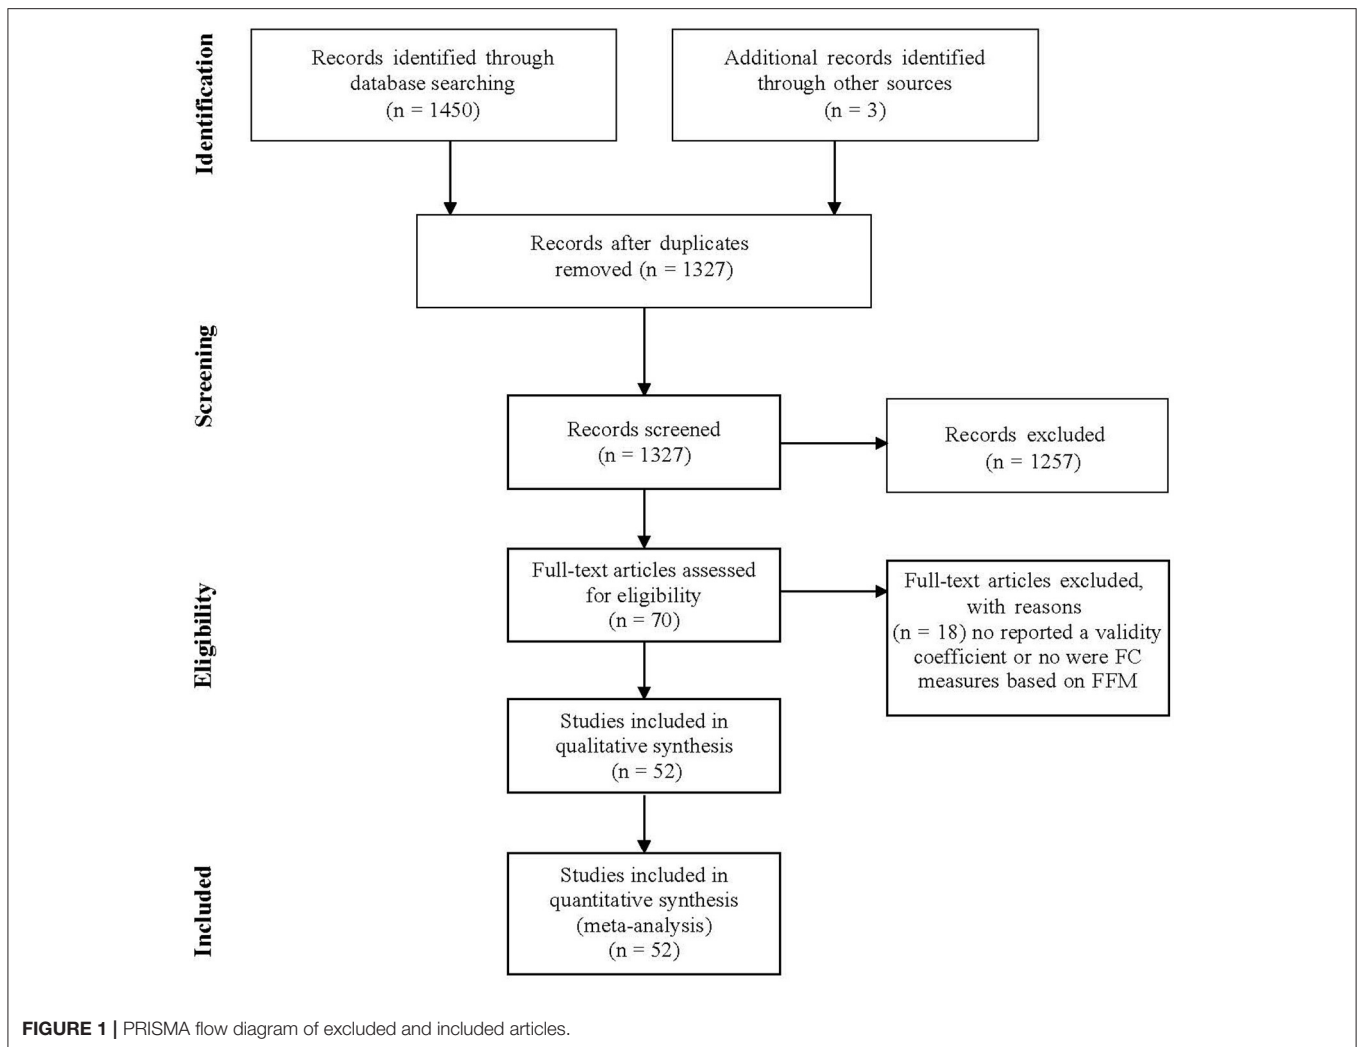 Identification
Records identified through
database searching
(n = 1450)
Additional records identified
through other sources
(n = 3)
Records after duplicates
removed (n = 1327)
Screening
Records screened
(n = 1327)
Records excluded
(n = 1257)
Eligibility
Full-text articles assessed
for eligibility
(n = 70)
Full-text articles excluded,
with reasons
(n = 18) no reported a validity
coefficient or no were FC
measures based on FFM
Studies included in
qualitative synthesis
(n = 52)
Included
Studies included in
quantitative synthesis
(meta-analysis)
(n = 52)
FIGURE 1 | PRISMA flow diagram of excluded and included articles.